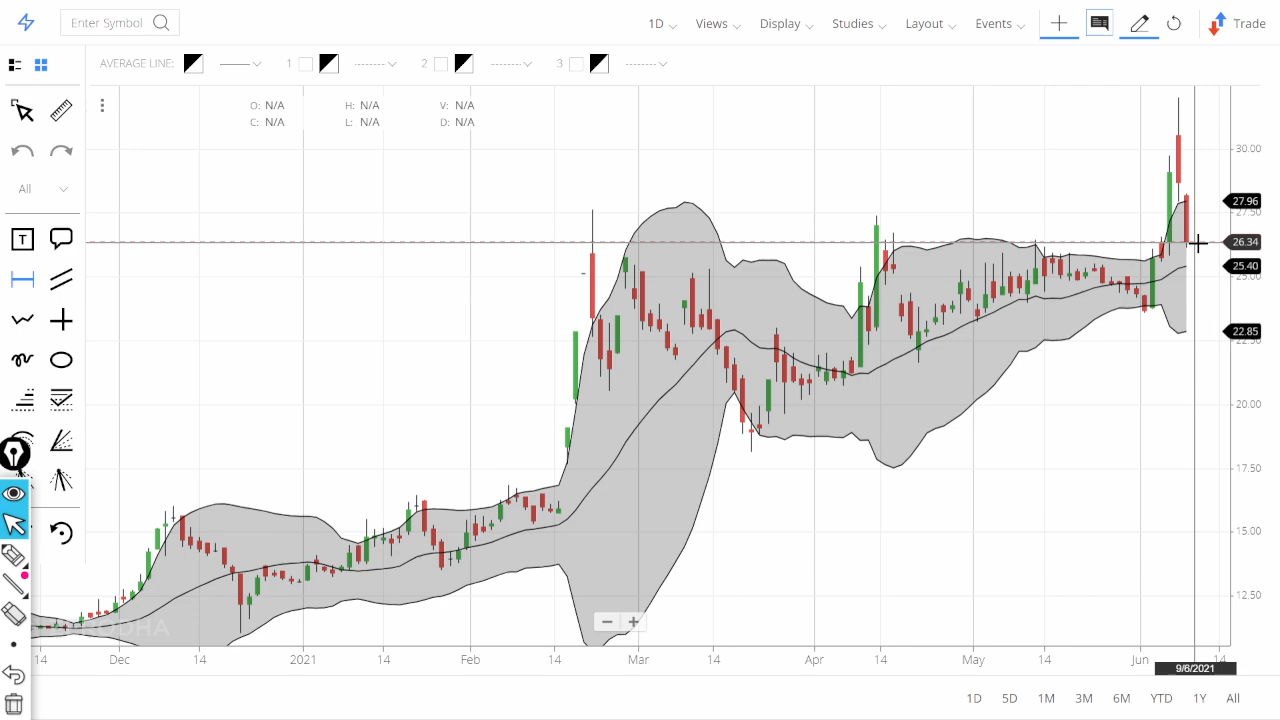 Enter Symbol 1D Views Display Studies Layout Events Trade
AVERAGE LINE: 1 2 3
O: N/A H: N/A V: N/A
C: N/A L: N/A D: N/A
All
T
30.00
27.96
27.50
26.34
25.40
25.00
22.85
22.50
20.00
17.50
15.00
12.50
14 Dec 14 2021 14 Feb 14 Mar 14 Apr 14 May 14 Jun 14
9/6/2021
1D 5D 1M 3M 6M YTD 1Y All